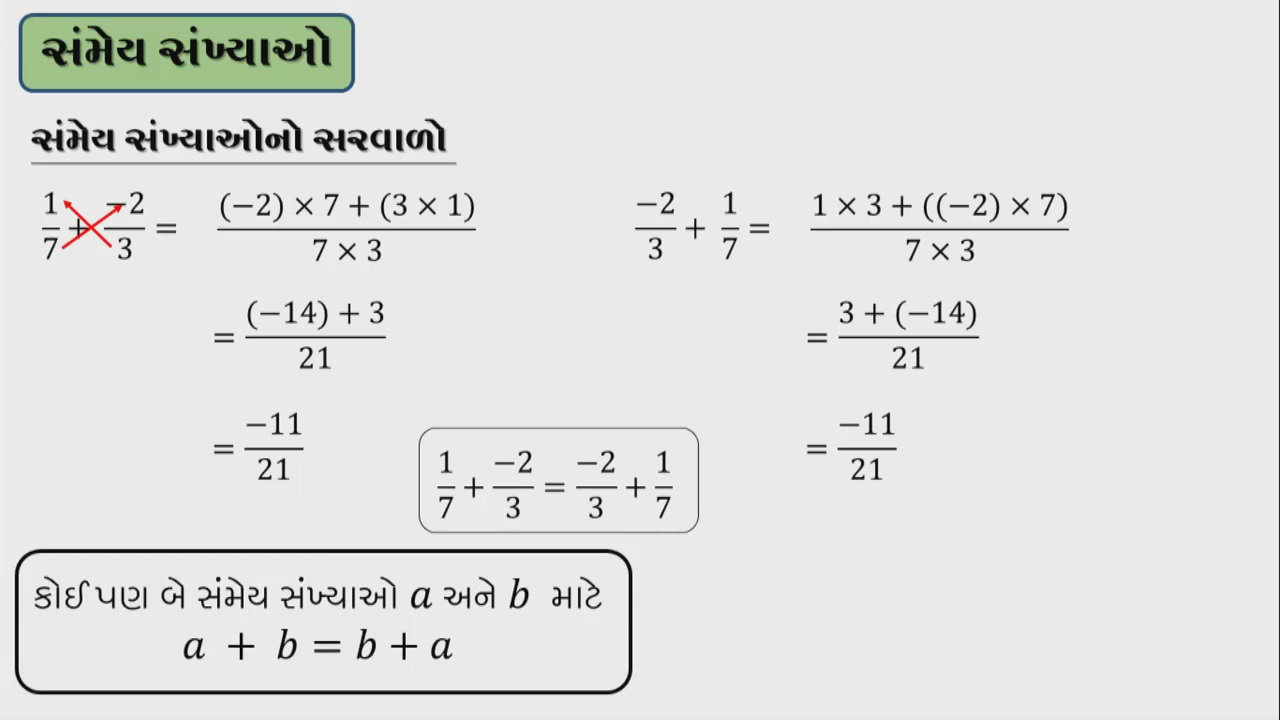 સંમેય સંખ્યાઓ
સંમેય સંખ્યાઓનો સરવાળો
1/7 + −2/3 = ((−2) × 7 + (3 × 1))/(7 × 3)
= ((−14) + 3)/21
= −11/21
−2/3 + 1/7 = (1 × 3 + ((−2) × 7))/(7 × 3)
= (3 + (−14))/21
= −11/21
1/7 + −2/3 = −2/3 + 1/7
કોઈ પણ બે સંમેય સંખ્યાઓ a અને b માટે
a + b = b + a